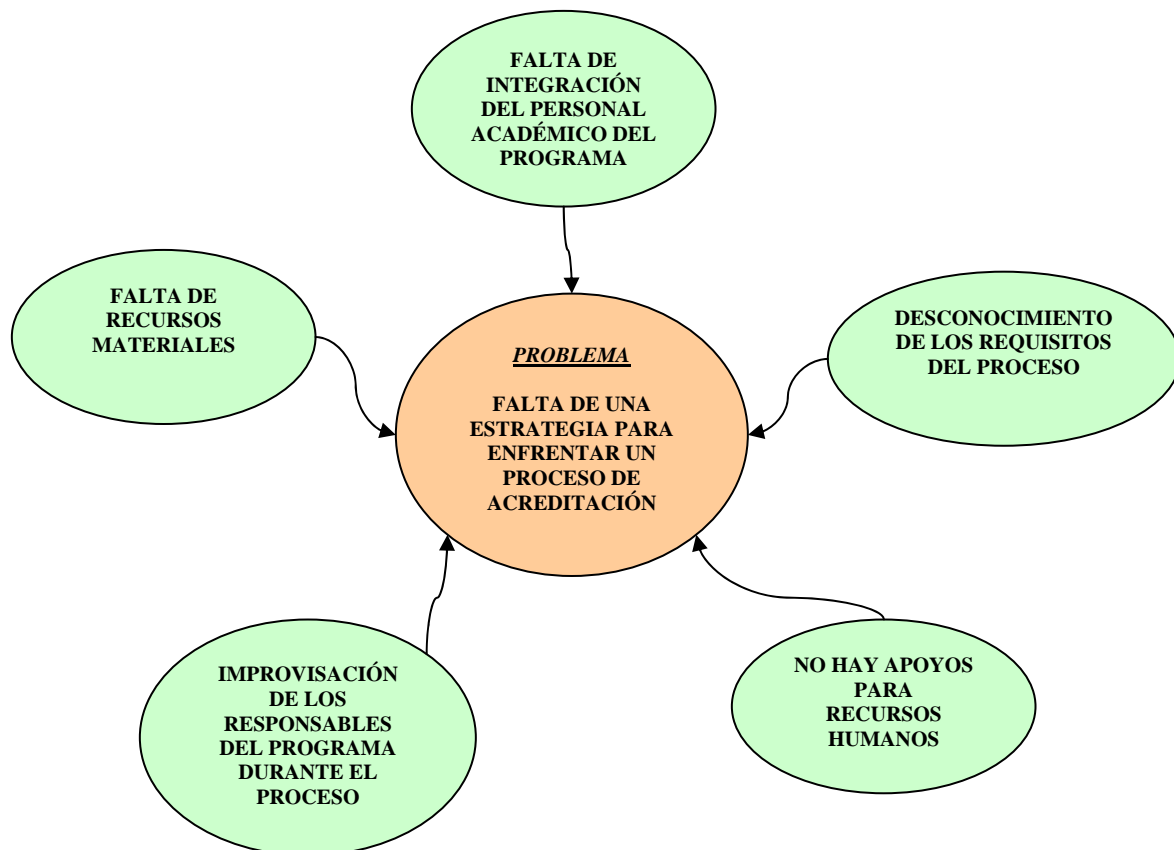 FALTA DE
INTEGRACIÓN
DEL PERSONAL
ACADÉMICO DEL
PROGRAMA
FALTA DE
RECURSOS
MATERIALES
PROBLEMA
FALTA DE UNA
ESTRATEGIA PARA
ENFRENTAR UN
PROCESO DE
ACREDITACIÓN
DESCONOCIMIENTO
DE LOS REQUISITOS
DEL PROCESO
IMPROVISACIÓN
DE LOS
RESPONSABLES
DEL PROGRAMA
DURANTE EL
PROCESO
NO HAY APOYOS
PARA
RECURSOS
HUMANOS